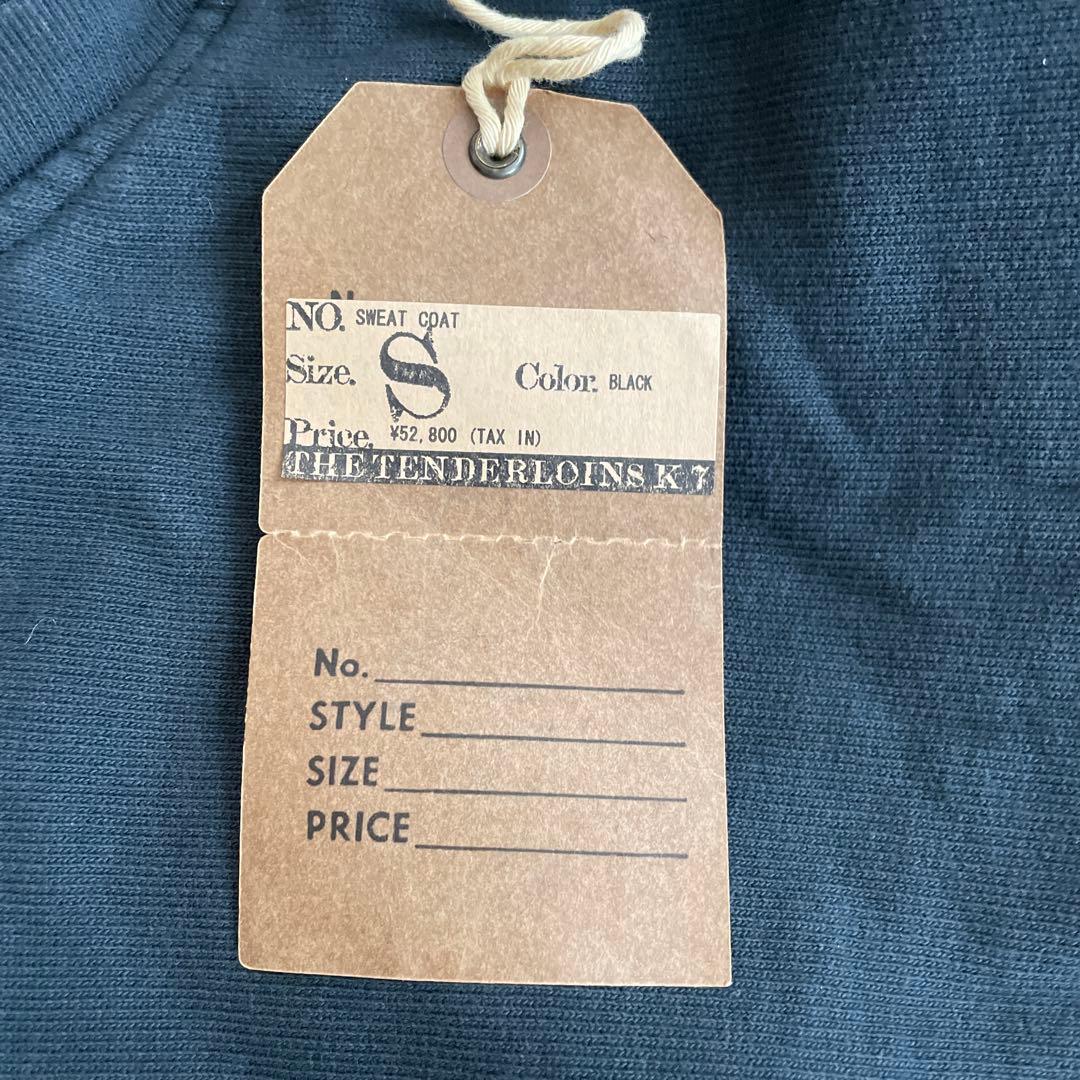 NO. SWEAT COAT
Size. S Color. BLACK
Price. ¥52,800 (TAX IN)
THE TENDERLOINS K 7
No.
STYLE
SIZE
PRICE